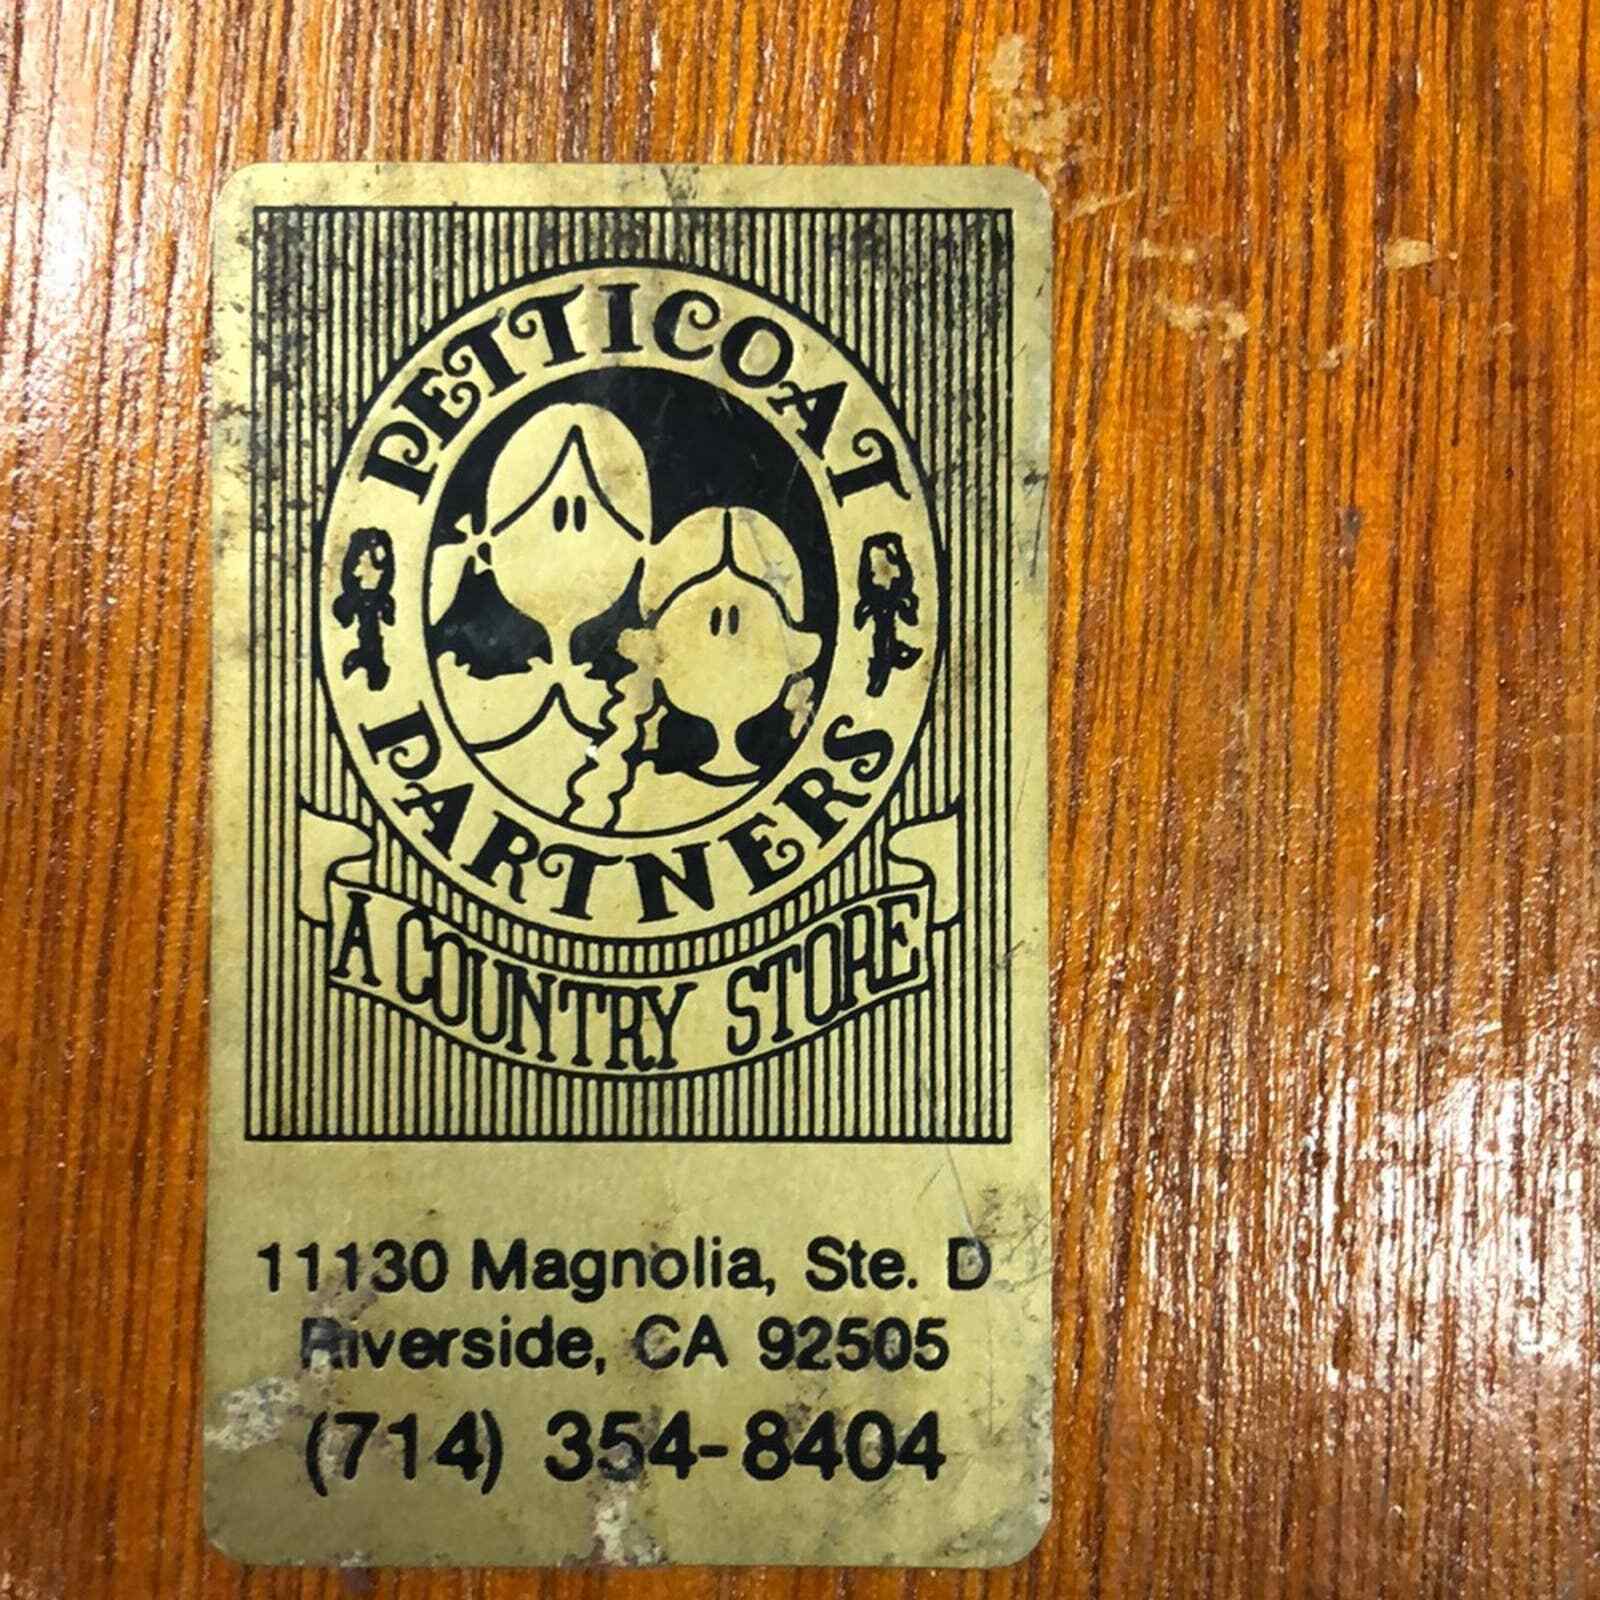 PETTICOAT
PARTNERS
A COUNTRY STORE
11130 Magnolia, Ste. D
Riverside, CA 92505
(714) 354-8404